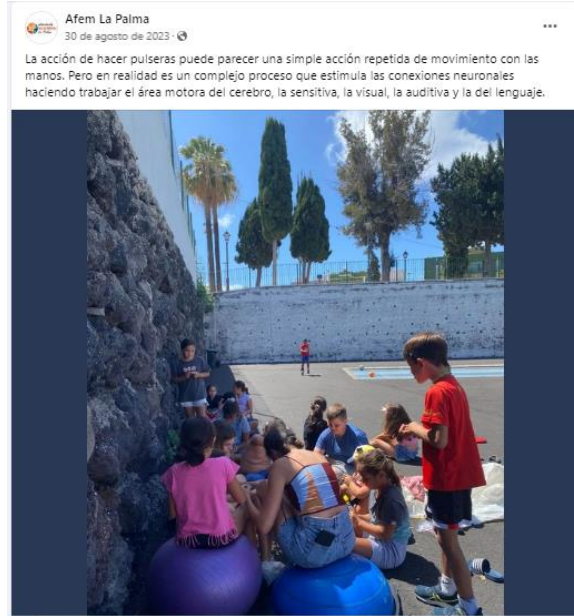 Afem La Palma
30 de agosto de 2023 ·
La acción de hacer pulseras puede parecer una simple acción repetida de movimiento con las
manos. Pero en realidad es un complejo proceso que estimula las conexiones neuronales
haciendo trabajar el área motora del cerebro, la sensitiva, la visual, la auditiva y la del lenguaje.